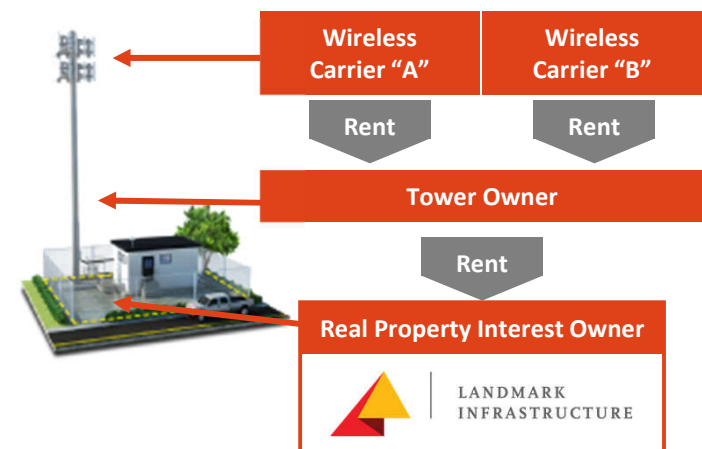 Wireless
Carrier “A”
Wireless
Carrier “B”
Rent
Rent
Tower Owner
Rent
Real Property Interest Owner
LANDMARK
INFRASTRUCTURE